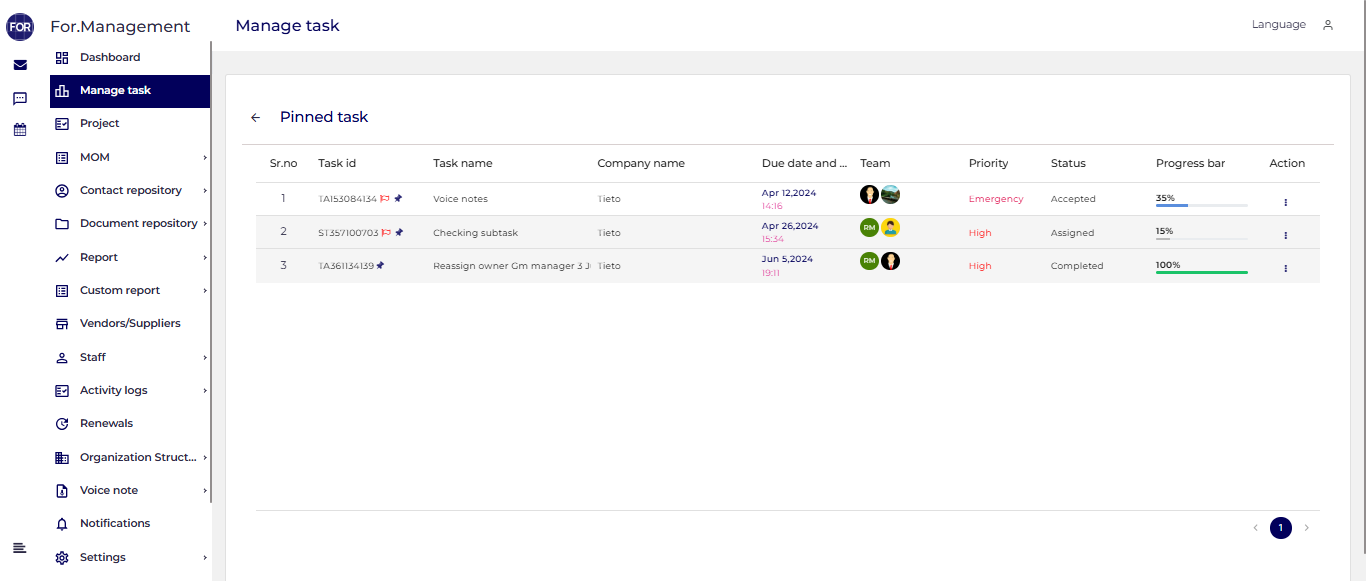 FOR For.Management
Manage task
Language
Dashboard
Manage task
Project
MOM
Contact repository
Document repository
Report
Custom report
Vendors/Suppliers
Staff
Activity logs
Renewals
Organization Struct...
Voice note
Notifications
Settings
Pinned task
Sr.no Task id Task name Company name Due date and ... Team Priority Status Progress bar Action
1 TA153084134 Voice notes Tieto Apr 12,2024 14:16 Emergency Accepted 35%
2 ST357100703 Checking subtask Tieto Apr 26,2024 15:34 RM High Assigned 15%
3 TA361134139 Reassign owner Gm manager 3 Tieto Jun 5,2024 19:11 RM High Completed 100%
1